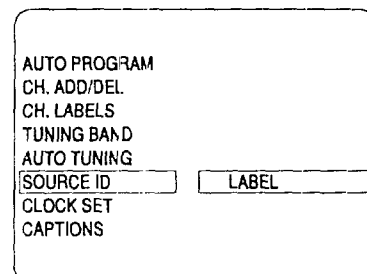 AUTO PROGRAM
CH. ADD/DEL.
CH. LABELS
TUNING BAND
AUTO TUNING
SOURCE ID LABEL
CLOCK SET
CAPTIONS